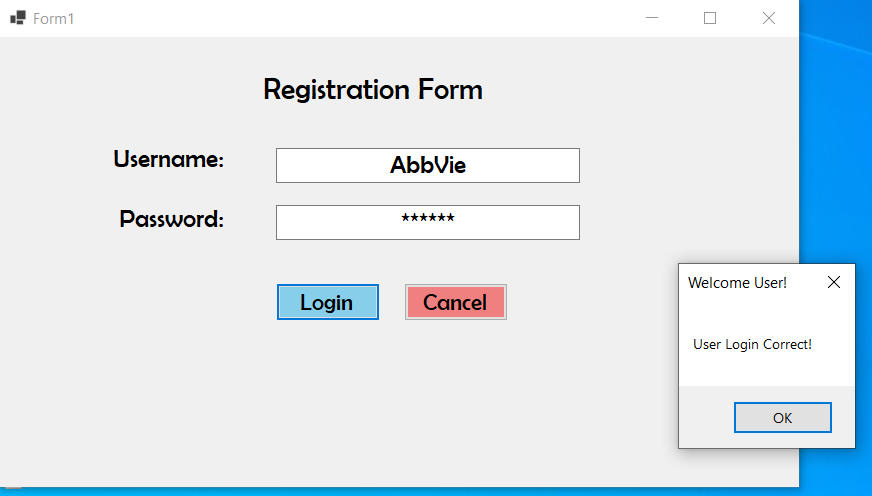 Form1
Registration Form
Username:
AbbVie
Password:
******
Login
Cancel
Welcome User!
User Login Correct!
OK